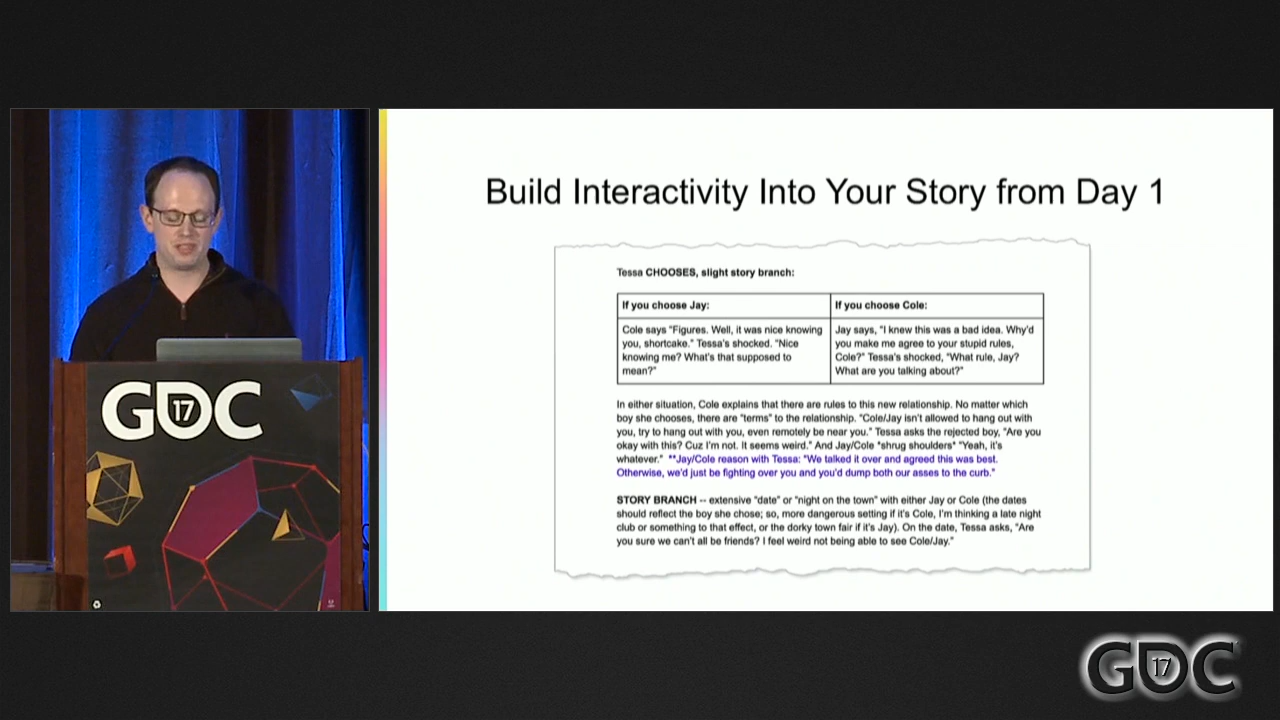 Build Interactivity Into Your Story from Day 1
Tessa CHOOSES, slight story branch:
If you choose Jay:
If you choose Cole:
Cole says "Figures. Well, it was nice knowing
you, shortcake." Tessa's shocked. "Nice
knowing me? What's that supposed to
mean?"
Jay says, "I knew this was a bad idea. Why'd
you make me agree to your stupid rules,
Cole?" Tessa's shocked, "What rule, Jay?
What are you talking about?"
In either situation, Cole explains that there are rules to this new relationship. No matter which
boy she chooses, there are "terms" to the relationship. "Cole/Jay isn't allowed to hang out with
you, try to hang out with you, even remotely be near you." Tessa asks the rejected boy, "Are you
okay with this? Cuz I'm not. It seems weird." And Jay/Cole *shrug shoulders* "Yeah, it's
whatever." **Jay/Cole reason with Tessa: "We talked it over and agreed this was best.
Otherwise, we'd just be fighting over you and you'd dump both our asses to the curb."
STORY BRANCH -- extensive "date" or "night on the town" with either Jay or Cole (the dates
should reflect the boy she chose; so, more dangerous setting if it's Cole, I'm thinking a late night
club or something to that effect, or the dorky town fair if it's Jay). On the date, Tessa asks, "Are
you sure we can't all be friends? I feel weird not being able to see Cole/Jay."
GDC 17
GDC 17